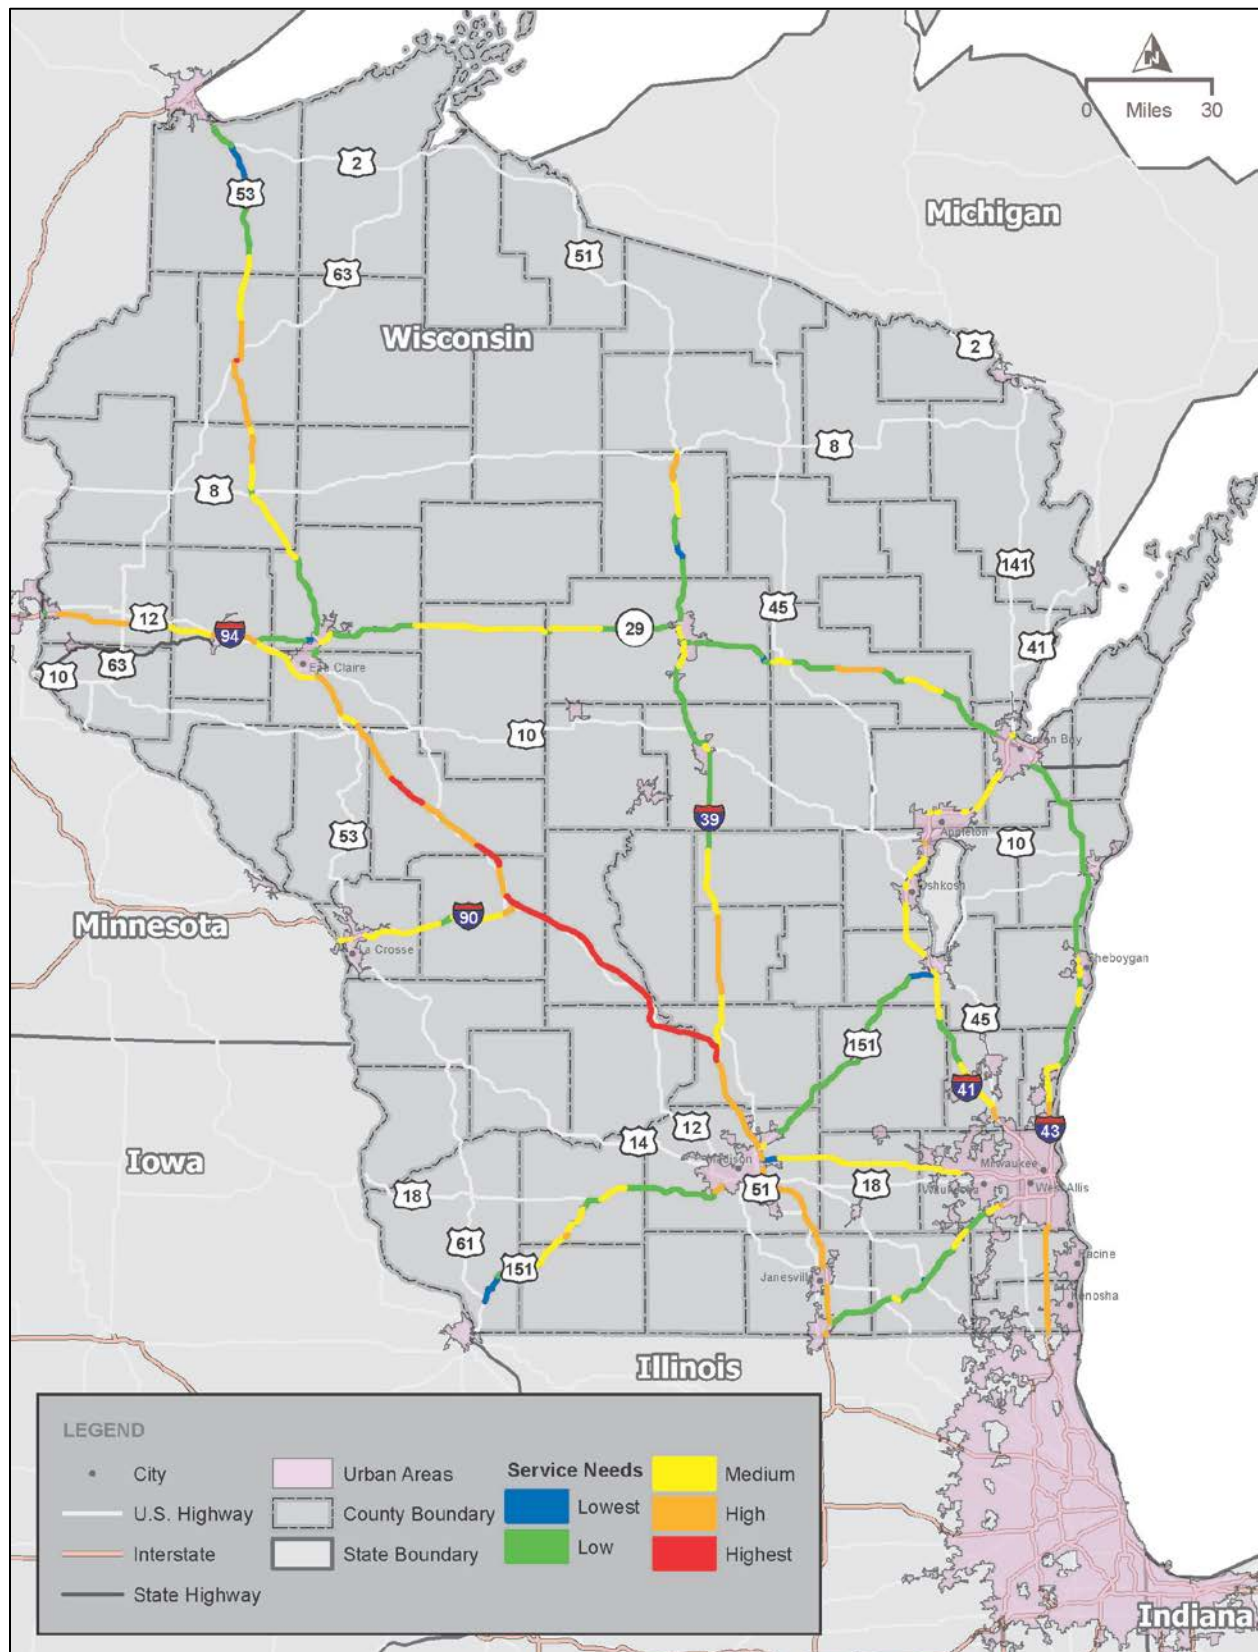 N
0 Miles 30
2
53
Michigan
51
63
Wisconsin
2
8
8
141
45
12
29
94
41
63
10
Eau Claire
10
Green Bay
39
Appleton
53
10
Oshkosh
90
Minnesota
La Crosse
Sheboygan
45
151
41
43
12
14
Iowa
Madison
Milwaukee
18
51
18
Waukesha
West Allis
61
151
Racine
Janesville
Kenosha
Illinois
LEGEND
City
Urban Areas
Service Needs
Medium
U.S. Highway
County Boundary
Lowest
High
Interstate
State Boundary
Low
Highest
State Highway
Indiana